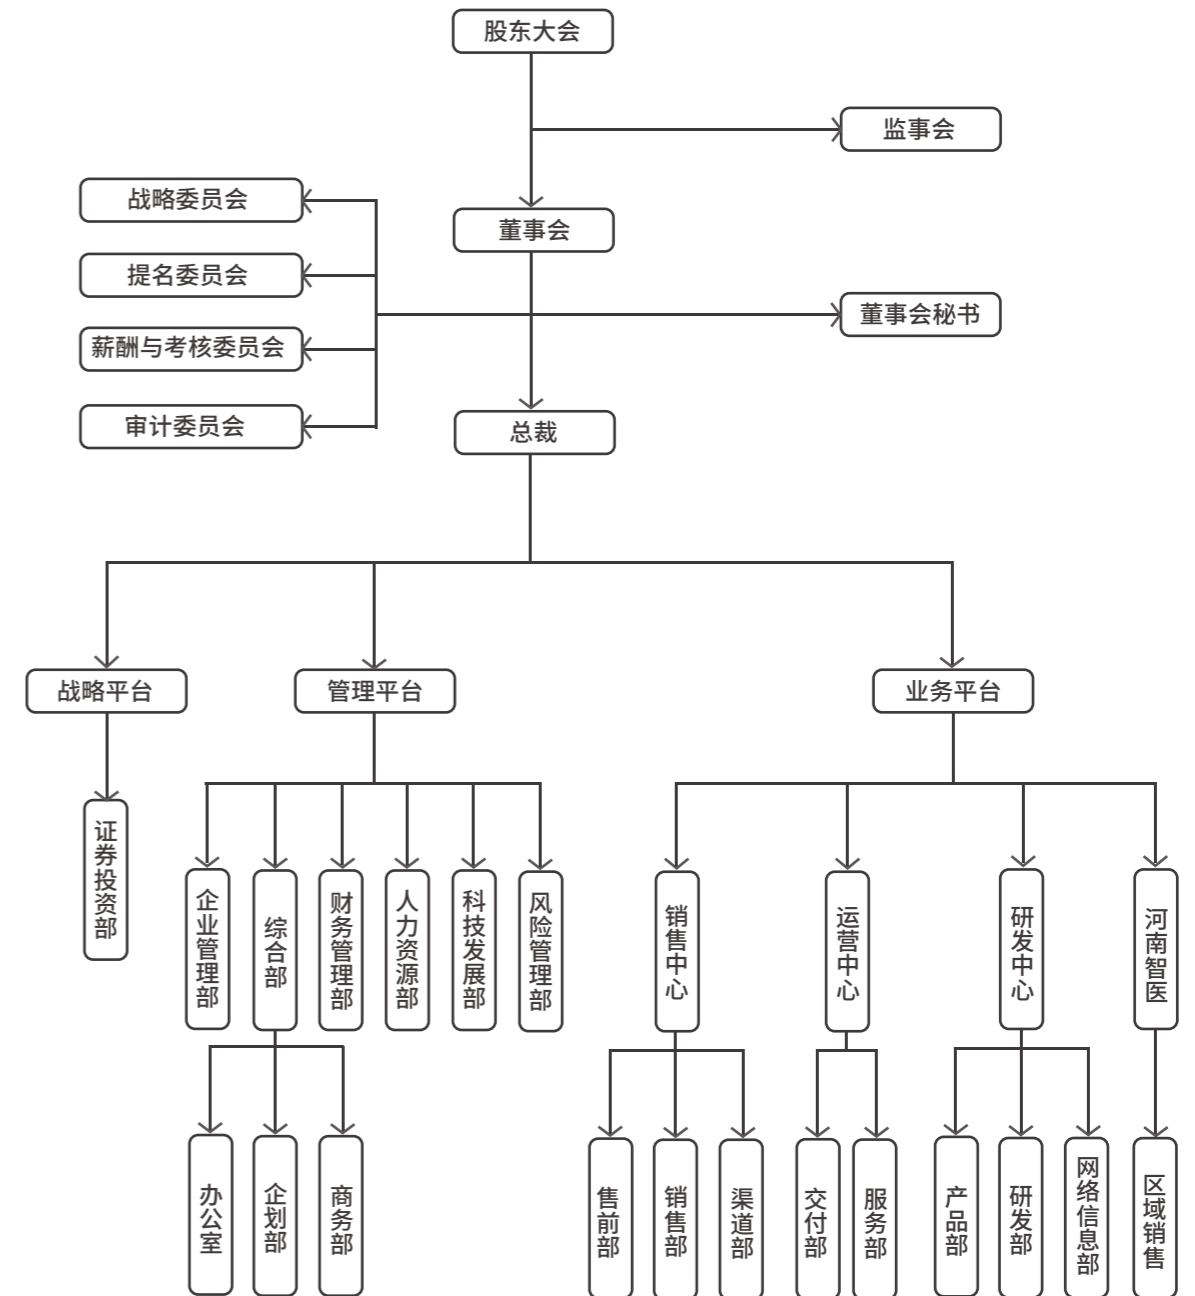 股东大会
监事会
战略委员会
董事会
提名委员会
董事会秘书
薪酬与考核委员会
审计委员会
总裁
战略平台
管理平台
业务平台
证券投资部
企业管理部
综合部
财务管理部
人力资源部
科技发展部
风险管理部
销售中心
运营中心
研发中心
河南智医
办公室
企划部
商务部
售前部
销售部
渠道部
交付部
服务部
产品部
研发部
网络信息部
区域销售